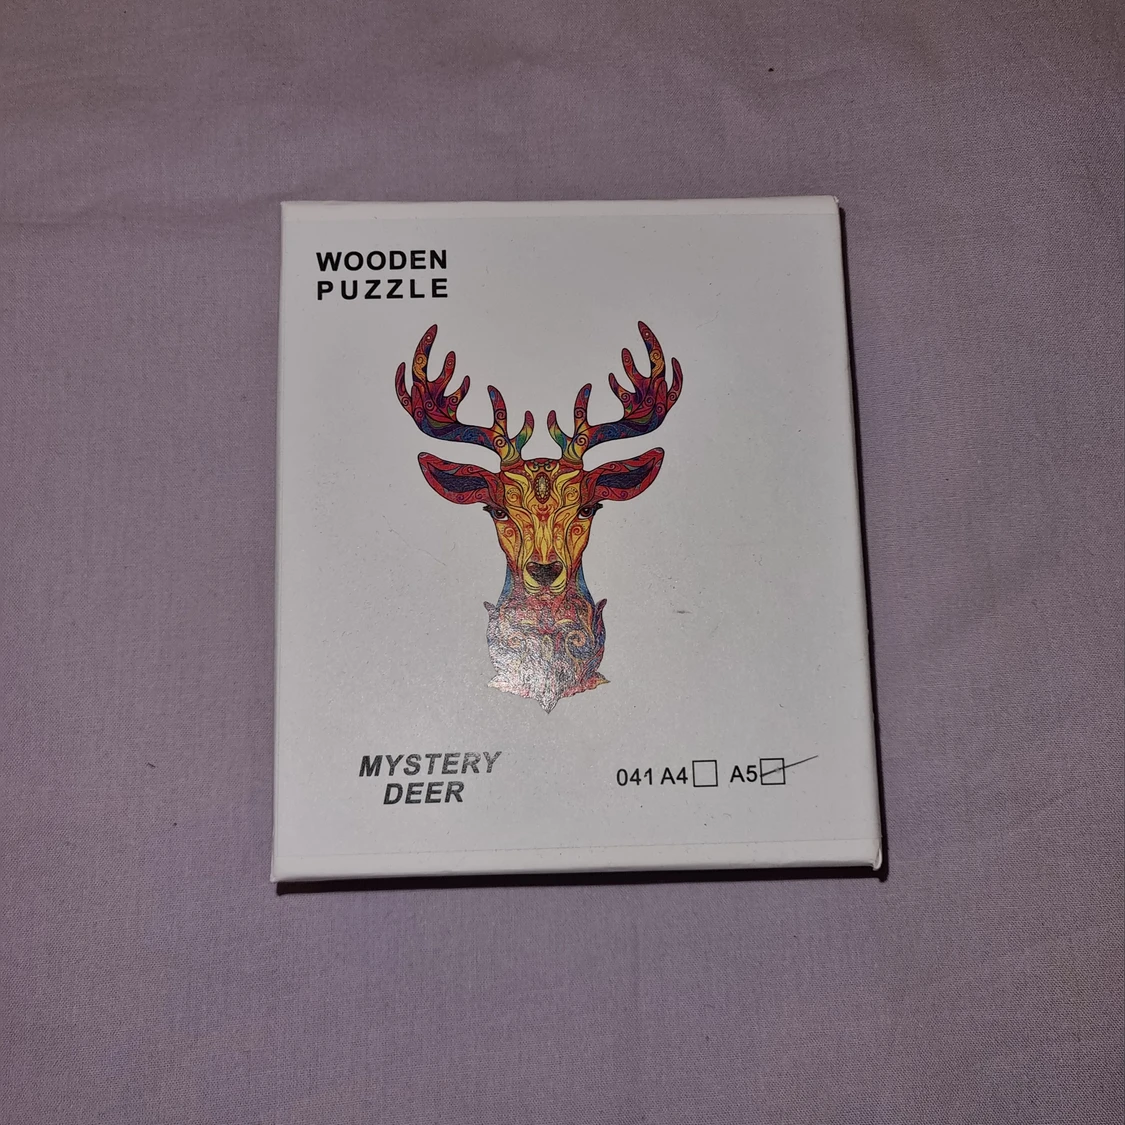 WOODEN
PUZZLE
MYSTERY
DEER
041 A4 A5